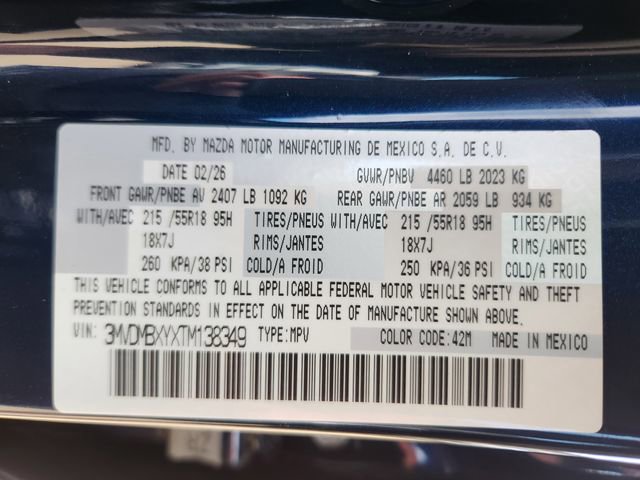 MFD. BY MAZDA MOTOR MANUFACTURING DE MEXICO S.A. DE C.V.
DATE 02/26 GVWR/PNBV 4460 LB 2023 KG
FRONT GAWR/PNBE AV 2407 LB 1092 KG REAR GAWR/PNBE AR 2059 LB 934 KG
WITH/AVEC 215 /55R18 95H TIRES/PNEUS WITH/AVEC 215 /55R18 95H TIRES/PNEUS
18X7J RIMS/JANTES 18X7J RIMS/JANTES
260 KPA/38 PSI COLD/A FROID 250 KPA/36 PSI COLD/A FROID
THIS VEHICLE CONFORMS TO ALL APPLICABLE FEDERAL MOTOR VEHICLE SAFETY AND THEFT
PREVENTION STANDARDS IN EFFECT ON THE DATE OF MANUFACTURE SHOWN ABOVE.
VIN: 3MVDMBXYXTM138349 TYPE:MPV COLOR CODE:42M MADE IN MEXICO